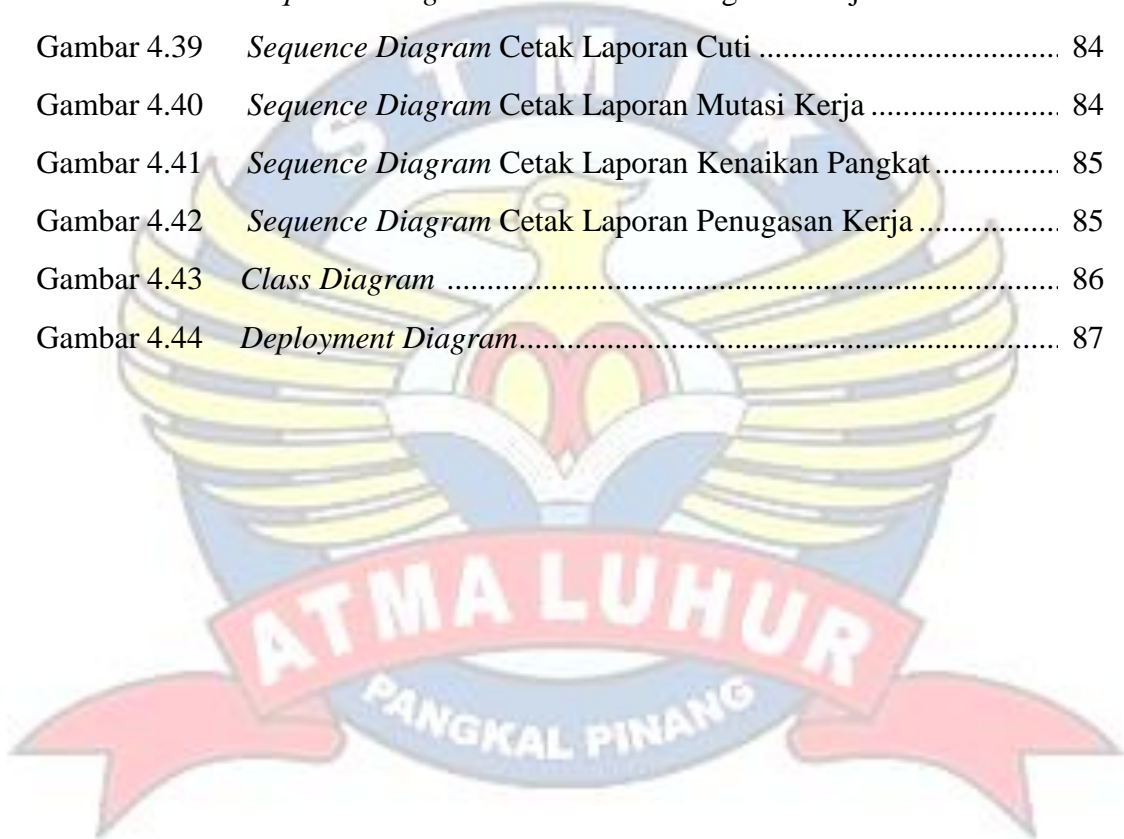 Gambar 4.39 Sequence Diagram Cetak Laporan Cuti ........................................ 84
Gambar 4.40 Sequence Diagram Cetak Laporan Mutasi Kerja ........................ 84
Gambar 4.41 Sequence Diagram Cetak Laporan Kenaikan Pangkat ............... 85
Gambar 4.42 Sequence Diagram Cetak Laporan Penugasan Kerja ................. 85
Gambar 4.43 Class Diagram ............................................................................. 86
Gambar 4.44 Deployment Diagram.................................................................... 87
STMIK
ATMA LUHUR
PANGKAL PINANG